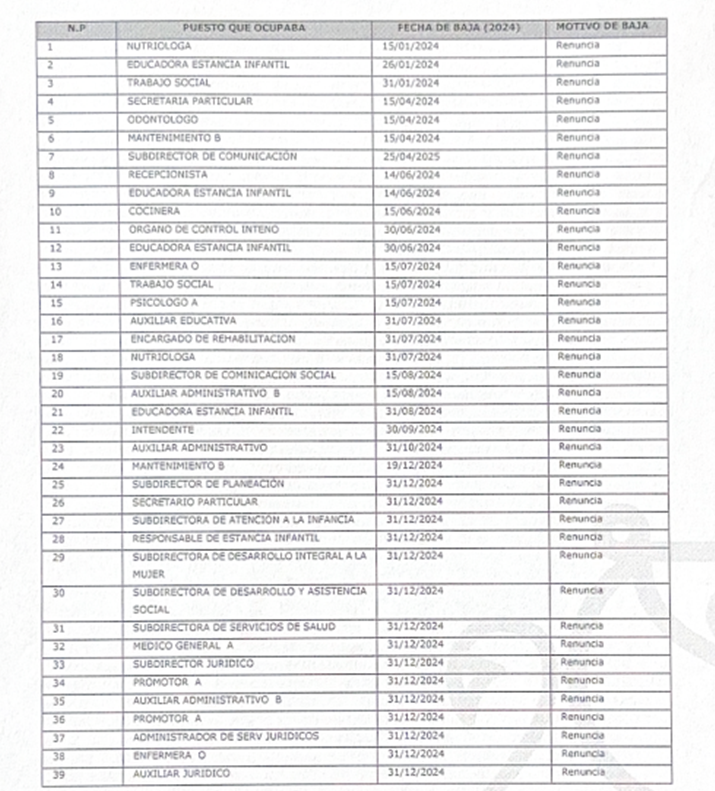 N.P PUESTO QUE OCUPABA FECHA DE BAJA (2024) MOTIVO DE BAJA
1 NUTRIOLOGA 15/01/2024 Renuncia
2 EDUCADORA ESTANCIA INFANTIL 26/01/2024 Renuncia
3 TRABAJO SOCIAL 31/01/2024 Renuncia
4 SECRETARIA PARTICULAR 15/04/2024 Renuncia
5 ODONTOLOGO 15/04/2024 Renuncia
6 MANTENIMIENTO B 15/04/2024 Renuncia
7 SUBDIRECTOR DE COMUNICACIÓN 25/04/2025 Renuncia
8 RECEPCIONISTA 14/06/2024 Renuncia
9 EDUCADORA ESTANCIA INFANTIL 14/06/2024 Renuncia
10 COCINERA 15/06/2024 Renuncia
11 ORGANO DE CONTROL INTENO 30/06/2024 Renuncia
12 EDUCADORA ESTANCIA INFANTIL 30/06/2024 Renuncia
13 ENFERMERA O 15/07/2024 Renuncia
14 TRABAJO SOCIAL 15/07/2024 Renuncia
15 PSICOLOGO A 15/07/2024 Renuncia
16 AUXILIAR EDUCATIVA 31/07/2024 Renuncia
17 ENCARGADO DE REHABILITACIÓN 31/07/2024 Renuncia
18 NUTRIOLOGA 31/07/2024 Renuncia
19 SUBDIRECTOR DE COMINICACION SOCIAL 15/08/2024 Renuncia
20 AUXILIAR ADMINISTRATIVO B 15/08/2024 Renuncia
21 EDUCADORA ESTANCIA INFANTIL 31/08/2024 Renuncia
22 INTENDENTE 30/09/2024 Renuncia
23 AUXILIAR ADMINISTRATIVO 31/10/2024 Renuncia
24 MANTENIMIENTO B 19/12/2024 Renuncia
25 SUBDIRECTOR DE PLANEACIÓN 31/12/2024 Renuncia
26 SECRETARIO PARTICULAR 31/12/2024 Renuncia
27 SUBDIRECTORA DE ATENCIÓN A LA INFANCIA 31/12/2024 Renuncia
28 RESPONSABLE DE ESTANCIA INFANTIL 31/12/2024 Renuncia
29 SUBDIRECTORA DE DESARROLLO INTEGRAL A LA 31/12/2024 Renuncia
MUJER
30 SUBDIRECTORA DE DESARROLLO Y ASISTENCIA 31/12/2024 Renuncia
SOCIAL
31 SUBDIRECTORA DE SERVICIOS DE SALUD 31/12/2024 Renuncia
32 MEDICO GENERAL A 31/12/2024 Renuncia
33 SUBDIRECTOR JURIDICO 31/12/2024 Renuncia
34 PROMOTOR A 31/12/2024 Renuncia
35 AUXILIAR ADMINISTRATIVO B 31/12/2024 Renuncia
36 PROMOTOR A 31/12/2024 Renuncia
37 ADMINISTRADOR DE SERV JURIDICOS 31/12/2024 Renuncia
38 ENFERMERA O 31/12/2024 Renuncia
39 AUXILIAR JURIDICO 31/12/2024 Renuncia